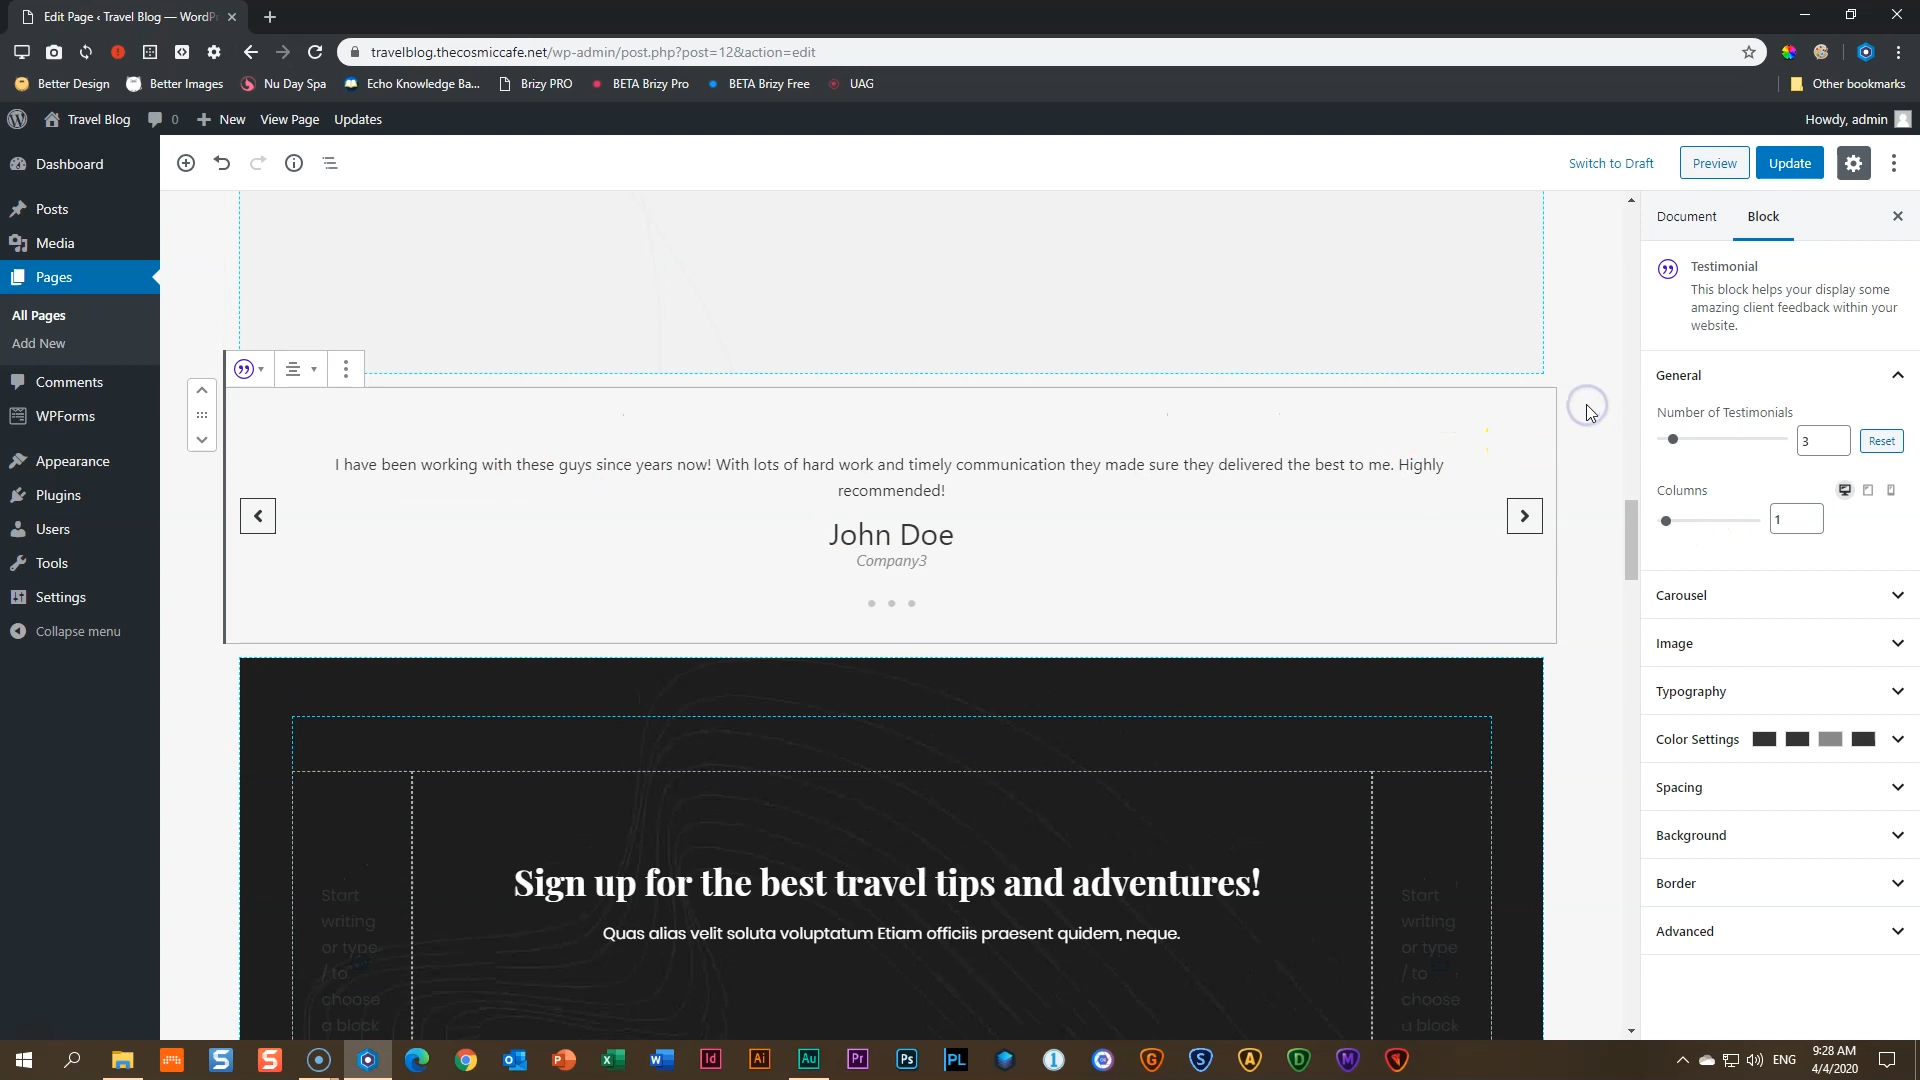 Edit Page ‹ Travel Blog — WordP
travelblog.thecosmiccafe.net/wp-admin/post.php?post=12&action=edit
Better Design
Better Images
Nu Day Spa
Echo Knowledge Ba...
Brizy PRO
BETA Brizy Pro
BETA Brizy Free
UAG
Other bookmarks
Travel Blog
0
New
View Page
Updates
Howdy, admin
Dashboard
Posts
Media
Pages
All Pages
Add New
Comments
WPForms
Appearance
Plugins
Users
Tools
Settings
Collapse menu
Switch to Draft
Preview
Update
I have been working with these guys since years now! With lots of hard work and timely communication they made sure they delivered the best to me. Highly
recommended!
John Doe
Company3
Sign up for the best travel tips and adventures!
Quas alias velit soluta voluptatum Etiam officiis praesent quidem, neque.
Start
writing
or type
/ to
choose
a block
Start
writing
or type
/ to
choose
a block
Document
Block
Testimonial
This block helps your display some
amazing client feedback within your
website.
General
Number of Testimonials
3
Reset
Columns
1
Carousel
Image
Typography
Color Settings
Spacing
Background
Border
Advanced
Id
Ai
Au
Pr
Ps
PL
ENG
9:28 AM
4/4/2020